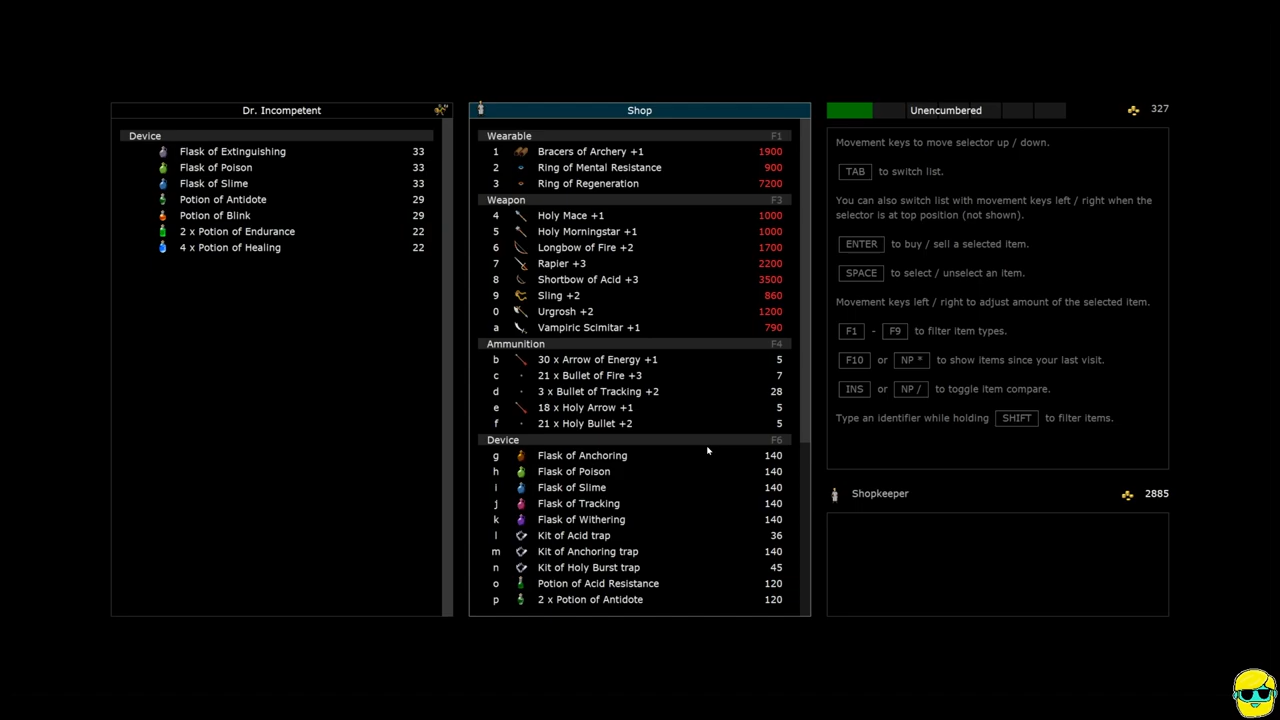 Dr. Incompetent
Device
Flask of Extinguishing 33
Flask of Poison 33
Flask of Slime 33
Potion of Antidote 29
Potion of Blink 29
2 x Potion of Endurance 22
4 x Potion of Healing 22
Shop
Wearable F1
1 Bracers of Archery +1 1900
2 Ring of Mental Resistance 900
3 Ring of Regeneration 7200
Weapon F3
4 Holy Mace +1 1000
5 Holy Morningstar +1 1000
6 Longbow of Fire +2 1700
7 Rapier +3 2200
8 Shortbow of Acid +3 3500
9 Sling +2 860
0 Urgrosh +2 1200
a Vampiric Scimitar +1 790
Ammunition F4
b 30 x Arrow of Energy +1 5
c 21 x Bullet of Fire +3 7
d 3 x Bullet of Tracking +2 28
e 18 x Holy Arrow +1 5
f 21 x Holy Bullet +2 5
Device F6
g Flask of Anchoring 140
h Flask of Poison 140
i Flask of Slime 140
j Flask of Tracking 140
k Flask of Withering 140
l Kit of Acid trap 36
m Kit of Anchoring trap 140
n Kit of Holy Burst trap 45
o Potion of Acid Resistance 120
p 2 x Potion of Antidote 120
Unencumbered 327
Movement keys to move selector up / down.
TAB to switch list.
You can also switch list with movement keys left / right when the
selector is at top position (not shown).
ENTER to buy / sell a selected item.
SPACE to select / unselect an item.
Movement keys left / right to adjust amount of the selected item.
F1 - F9 to filter item types.
F10 or NP * to show items since your last visit.
INS or NP / to toggle item compare.
Type an identifier while holding SHIFT to filter items.
Shopkeeper 2885